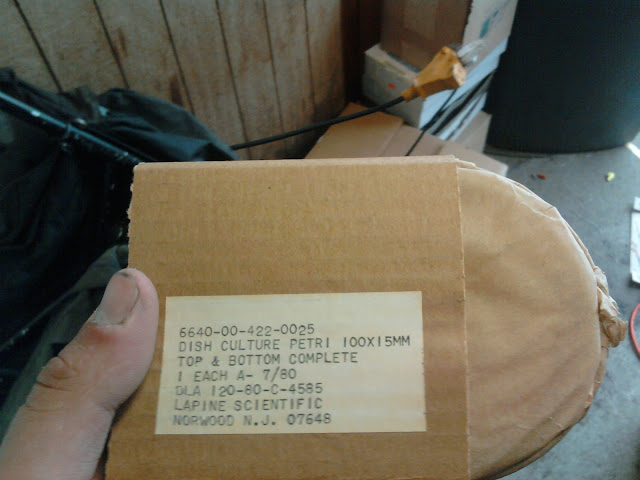 6640-00-422-0025
DISH CULTURE PETRI 100X15MM
TOP & BOTTOM COMPLETE
1 EACH A- 7/80
DLA 120-80-C-4585
LAPINE SCIENTIFIC
NORWOOD N.J. 07648